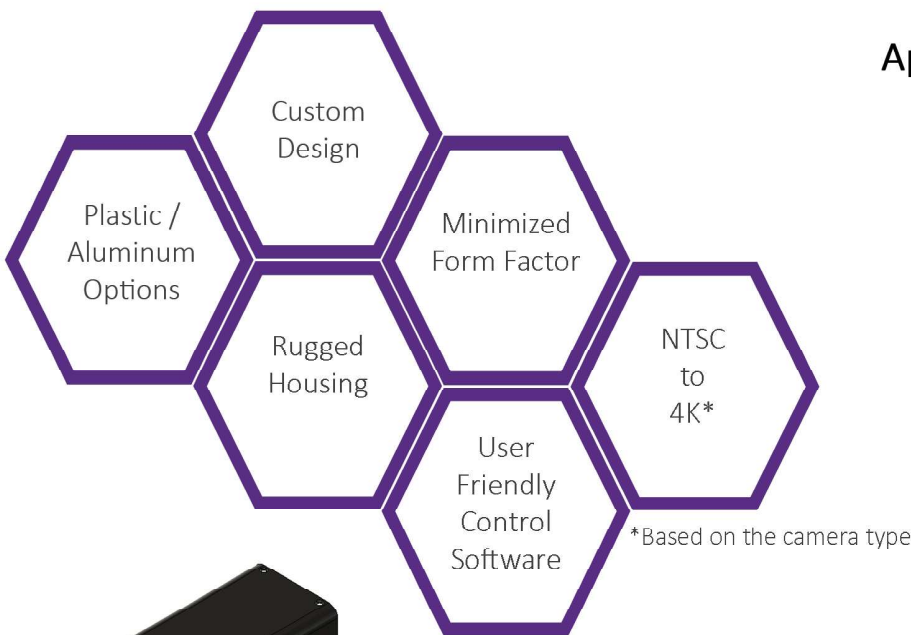 Ap
Custom
Design
Plastic /
Aluminum
Options
Minimized
Form Factor
Rugged
Housing
NTSC
to
4K*
User
Friendly
Control
Software
*Based on the camera type